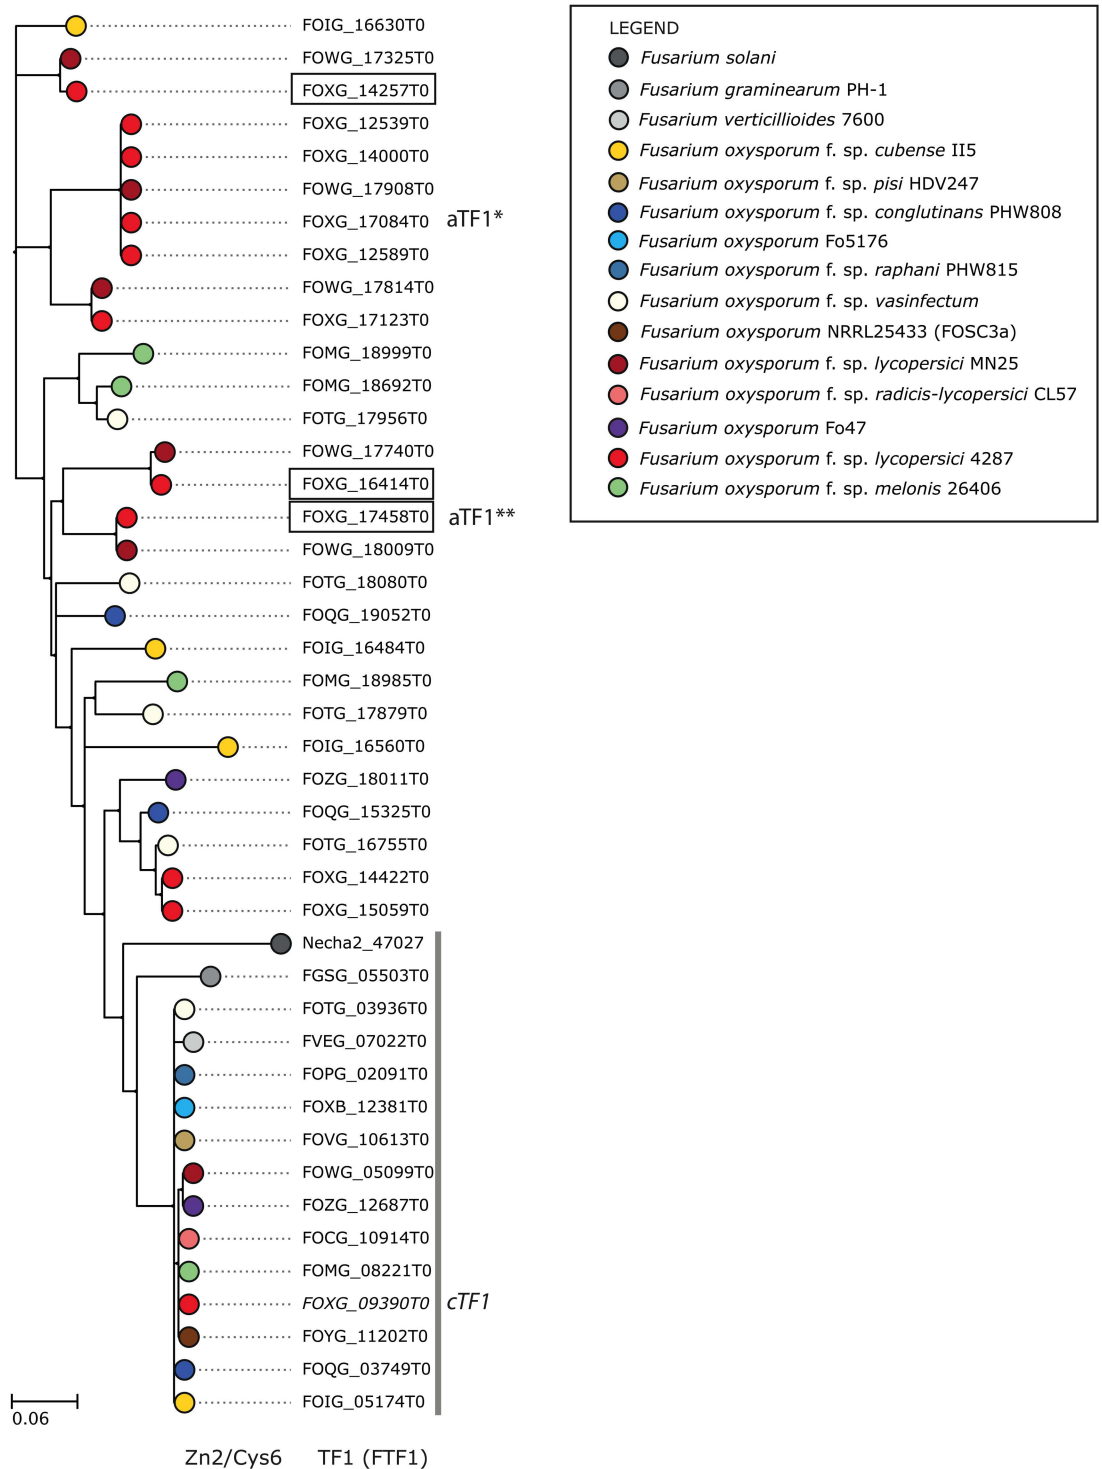 FOIG_16630T0
FOWG_17325T0
FOXG_14257T0
FOXG_12539T0
FOXG_14000T0
FOWG_17908T0
FOXG_17084T0 aTF1*
FOXG_12589T0
FOWG_17814T0
FOXG_17123T0
FOMG_18999T0
FOMG_18692T0
FOTG_17956T0
FOWG_17740T0
FOXG_16414T0
FOXG_17458T0 aTF1**
FOWG_18009T0
FOTG_18080T0
FOQG_19052T0
FOIG_16484T0
FOMG_18985T0
FOTG_17879T0
FOIG_16560T0
FOZG_18011T0
FOQG_15325T0
FOTG_16755T0
FOXG_14422T0
FOXG_15059T0
Necha2_47027
FGSG_05503T0
FOTG_03936T0
FVEG_07022T0
FOPG_02091T0
FOXB_12381T0
FOVG_10613T0
FOWG_05099T0
FOZG_12687T0
FOCG_10914T0
FOMG_08221T0
FOXG_09390T0 cTF1
FOYG_11202T0
FOQG_03749T0
FOIG_05174T0
0.06
Zn2/Cys6 TF1 (FTF1)
LEGEND
Fusarium solani
Fusarium graminearum PH-1
Fusarium verticillioides 7600
Fusarium oxysporum f. sp. cubense II5
Fusarium oxysporum f. sp. pisi HDV247
Fusarium oxysporum f. sp. conglutinans PHW808
Fusarium oxysporum Fo5176
Fusarium oxysporum f. sp. raphani PHW815
Fusarium oxysporum f. sp. vasinfectum
Fusarium oxysporum NRRL25433 (FOSC3a)
Fusarium oxysporum f. sp. lycopersici MN25
Fusarium oxysporum f. sp. radicis-lycopersici CL57
Fusarium oxysporum Fo47
Fusarium oxysporum f. sp. lycopersici 4287
Fusarium oxysporum f. sp. melonis 26406